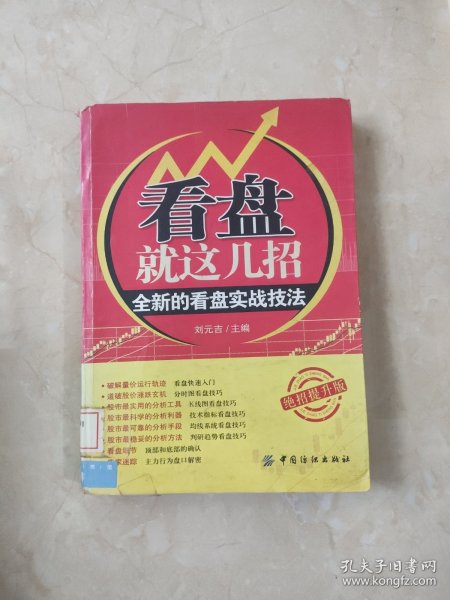 看盘
就这几招
全新的看盘实战技法
刘元吉/主编
绝招提升版
破解量价运行轨迹 看盘快速入门
道破股价涨跌玄机 分时图看盘技巧
股市最实用的分析工具 K线图看盘技巧
股市最科学的分析利器 技术指标看盘技巧
股市最可靠的分析手段 均线系统看盘技巧
股市最稳妥的分析方法 判研趋势看盘技巧
看盘细节 顶部和底部的确认
迷踪 主力行为盘口解密
中国纺织出版社
孔夫子旧书网
www.kongfz.com